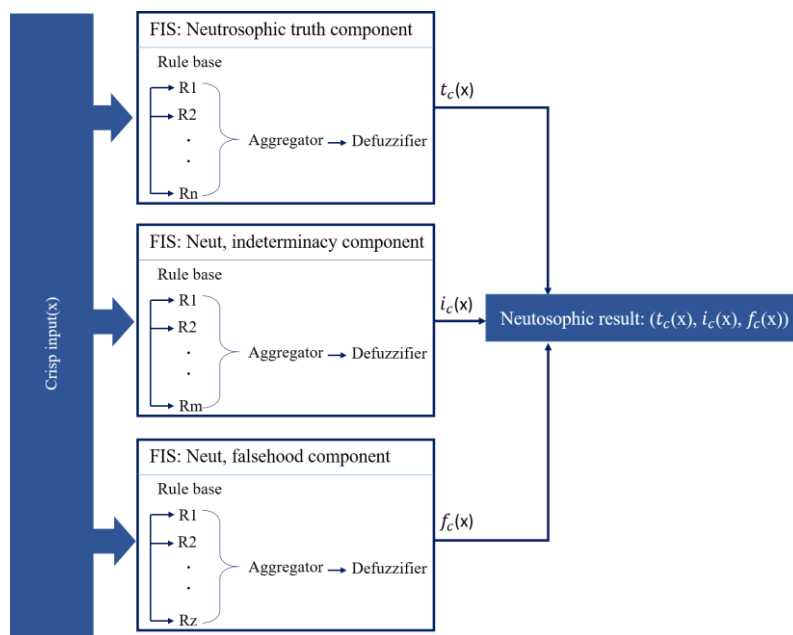 Crisp input(x)
FIS: Neutrosophic truth component
Rule base
R1
R2
.
.
Rn
Aggregator
Defuzzifier
t_c(x)
FIS: Neut, indeterminacy component
Rule base
R1
R2
.
.
Rm
Aggregator
Defuzzifier
i_c(x)
FIS: Neut, falsehood component
Rule base
R1
R2
.
.
Rz
Aggregator
Defuzzifier
f_c(x)
Neutosophic result: (t_c(x), i_c(x), f_c(x))